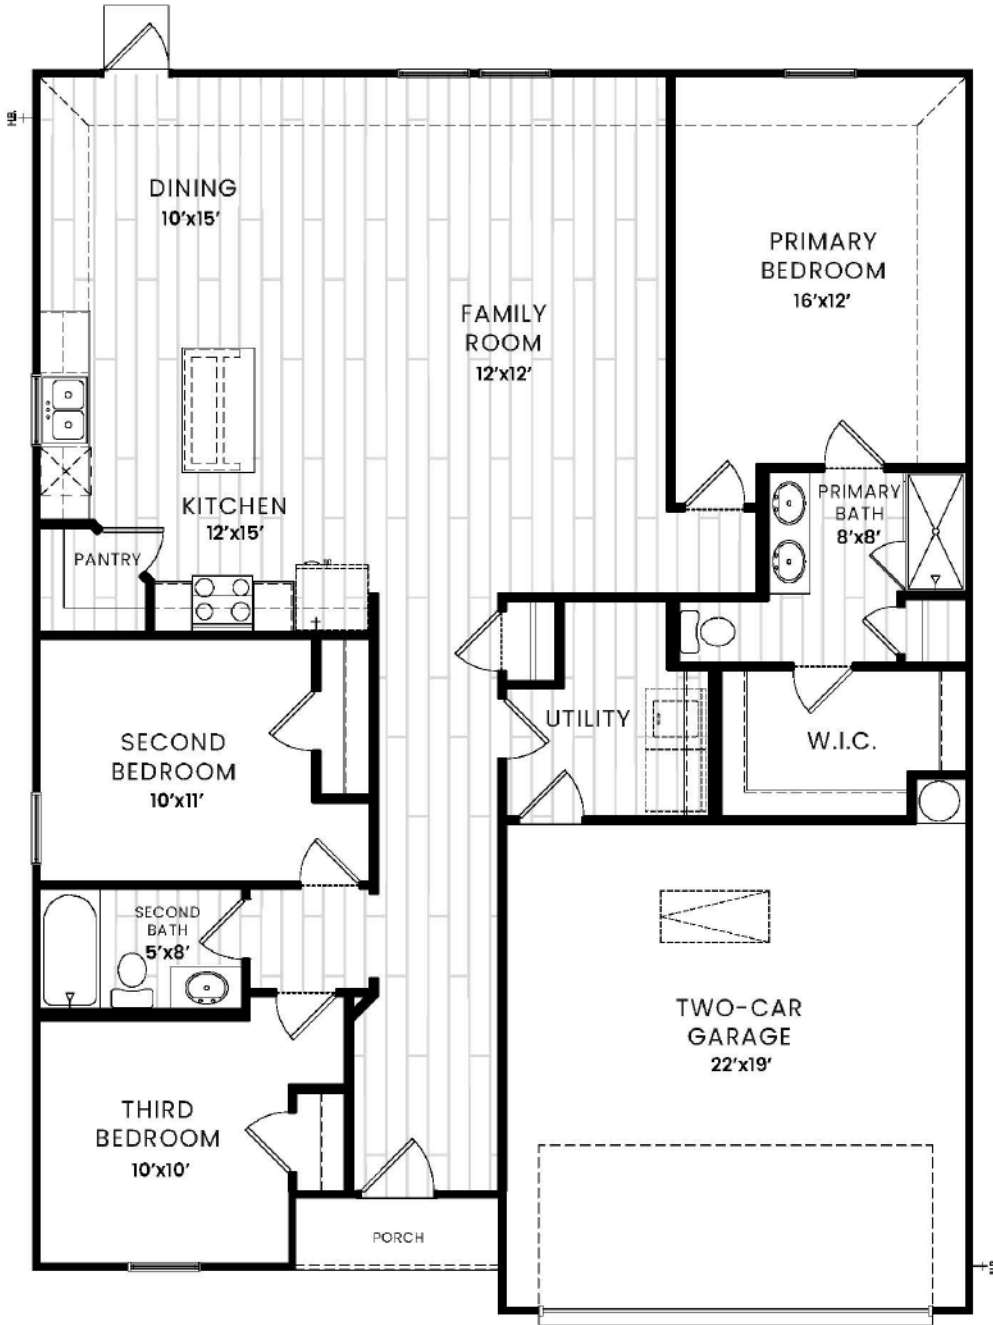 H.B.
DINING
10'x15'
PRIMARY
BEDROOM
16'x12'
FAMILY
ROOM
12'x12'
KITCHEN
12'x15'
PANTRY
PRIMARY
BATH
8'x8'
UTILITY
W.I.C.
SECOND
BEDROOM
10'x11'
SECOND
BATH
5'x8'
TWO-CAR
GARAGE
22'x19'
THIRD
BEDROOM
10'x10'
PORCH
H.B.